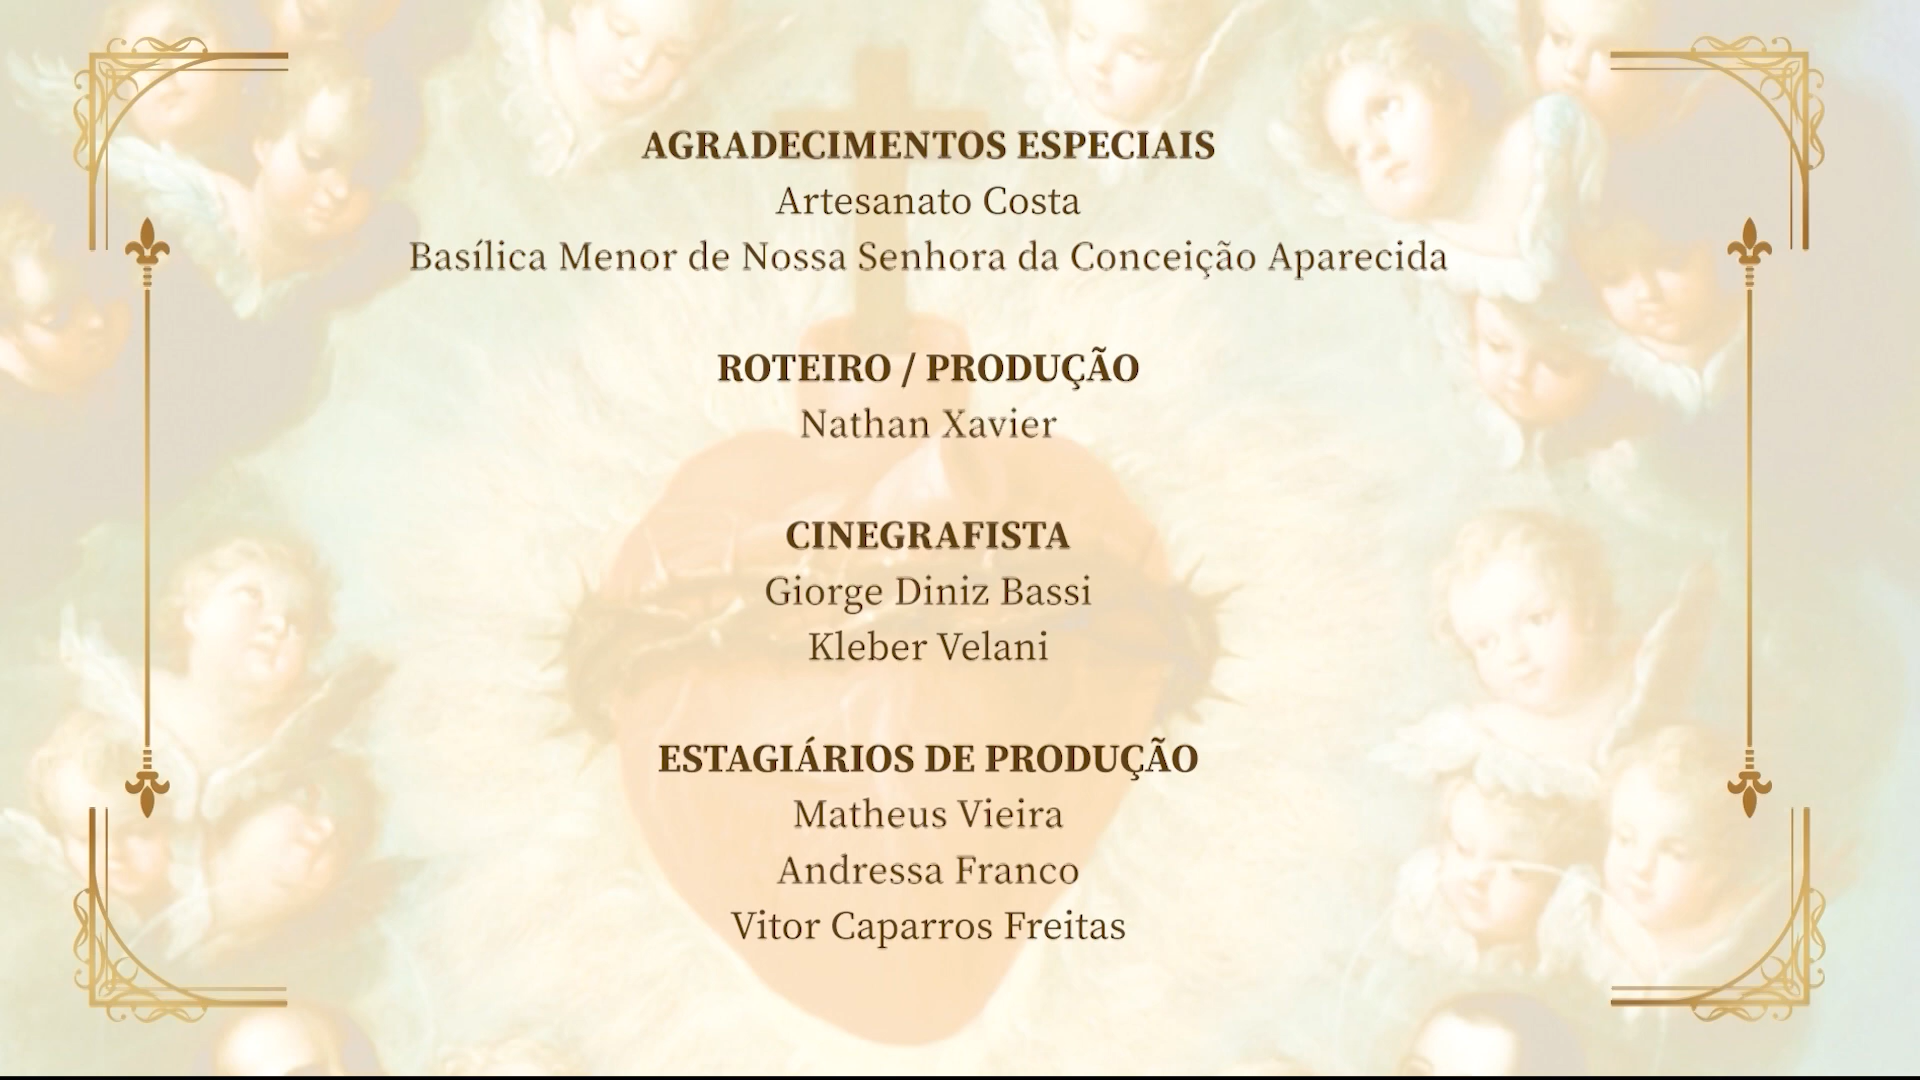 AGRADECIMENTOS ESPECIAIS
Artesanato Costa
Basílica Menor de Nossa Senhora da Conceição Aparecida
ROTEIRO / PRODUÇÃO
Nathan Xavier
CINEGRAFISTA
Giorge Diniz Bassi
Kleber Velani
ESTAGIÁRIOS DE PRODUÇÃO
Matheus Vieira
Andressa Franco
Vitor Caparros Freitas